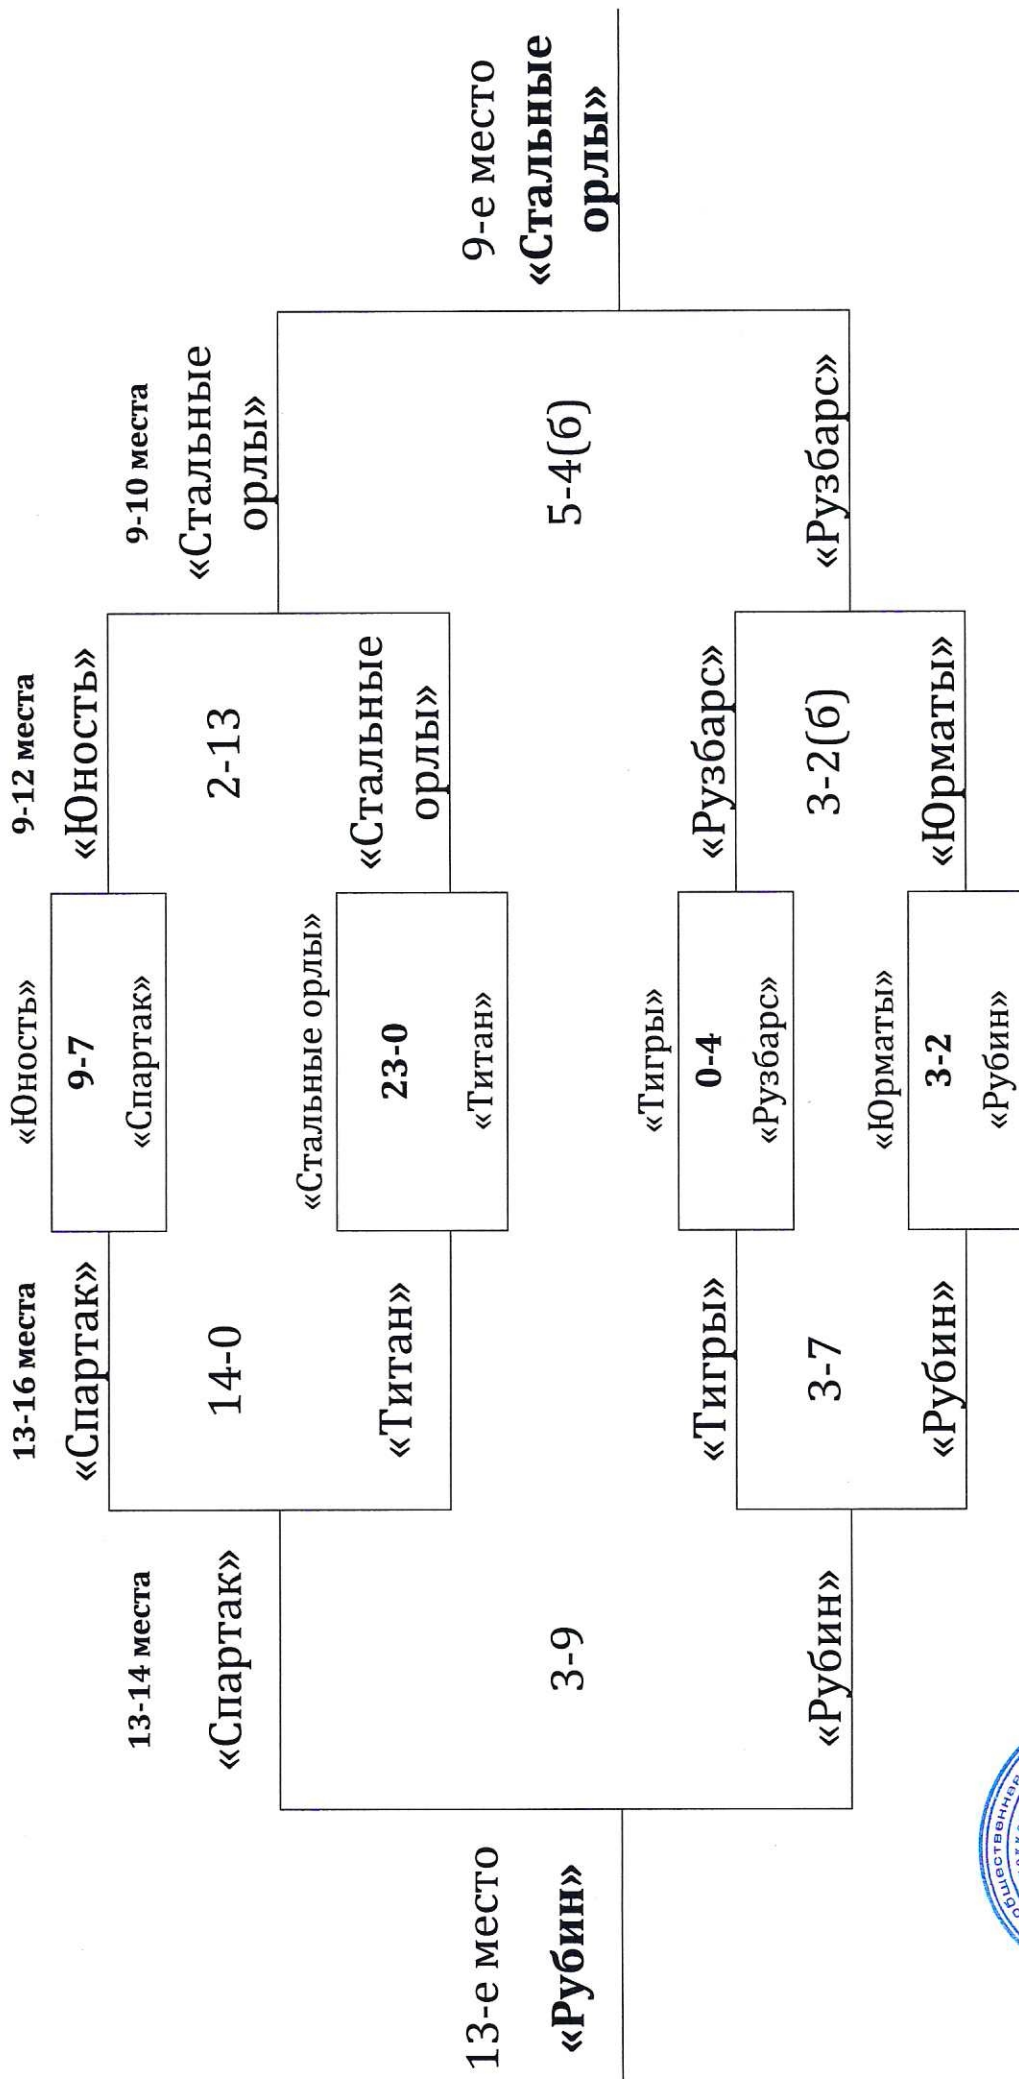 13-е место
«Рубин»
13-14 места
«Спартак»
3-9
«Рубин»
13-16 места
«Спартак»
14-0
«Титан»
«Тигры»
3-7
«Рубин»
«Юность»
9-7
«Спартак»
«Стальные орлы»
23-0
«Титан»
«Тигры»
0-4
«Рузбарс»
«Юрматы»
3-2
«Рубин»
9-12 места
«Юность»
2-13
«Стальные
орлы»
«Рузбарс»
3-2(б)
«Юрматы»
9-10 места
«Стальные
орлы»
5-4(б)
«Рузбарс»
9-е место
«Стальные
орлы»
общественная